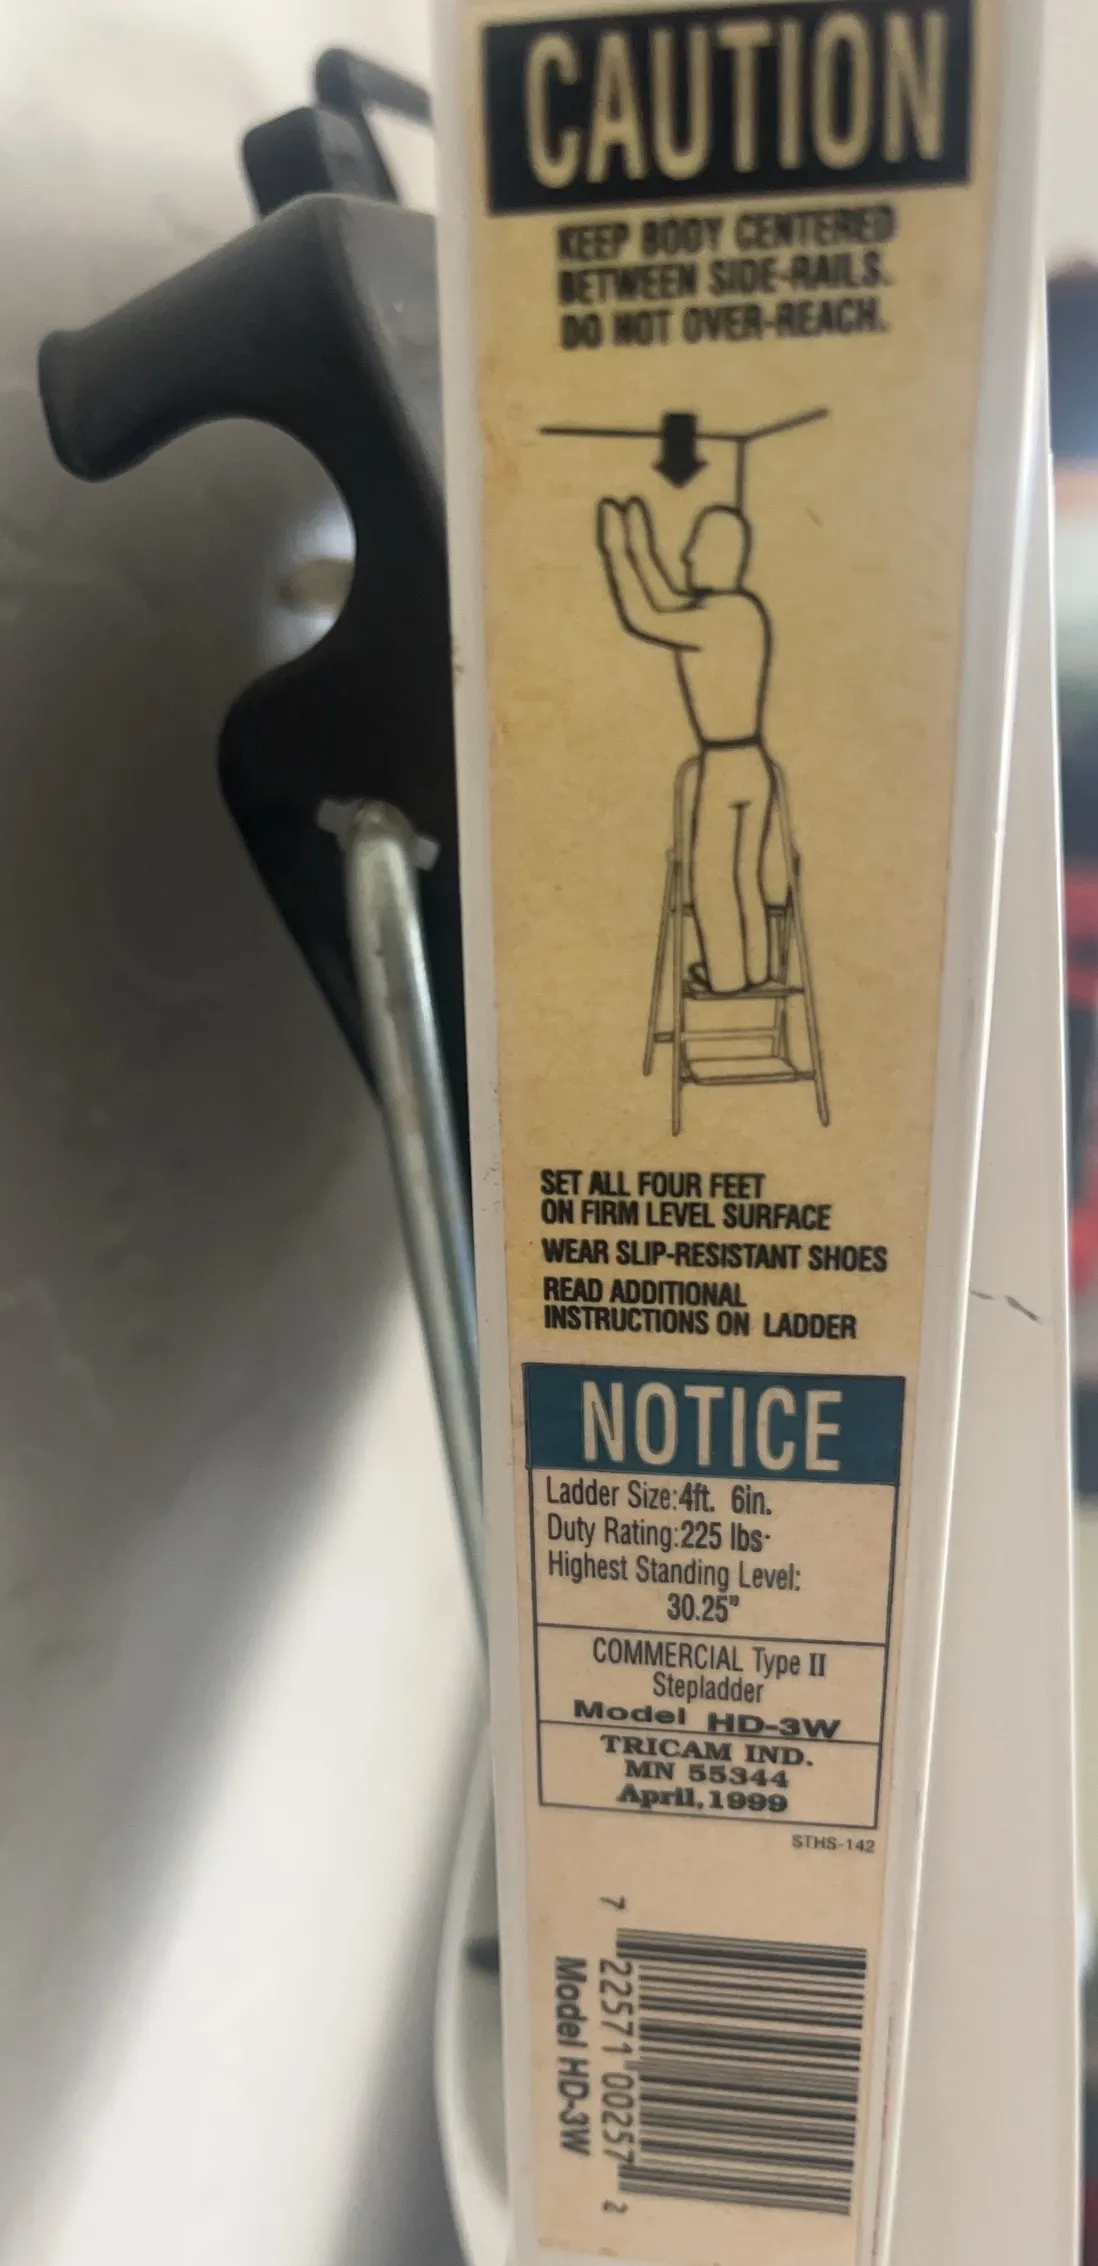 CAUTION
KEEP BODY CENTERED
BETWEEN SIDE-RAILS.
DO NOT OVER-REACH.
SET ALL FOUR FEET
ON FIRM LEVEL SURFACE
WEAR SLIP-RESISTANT SHOES
READ ADDITIONAL
INSTRUCTIONS ON LADDER
NOTICE
Ladder Size:4ft. 6in.
Duty Rating:225 lbs.
Highest Standing Level:
30.25"
COMMERCIAL Type II
Stepladder
Model HD-3W
TRICAM IND.
MN 55344
April,1999
STHS-142
7 22571 00257 2
Model HD-3W